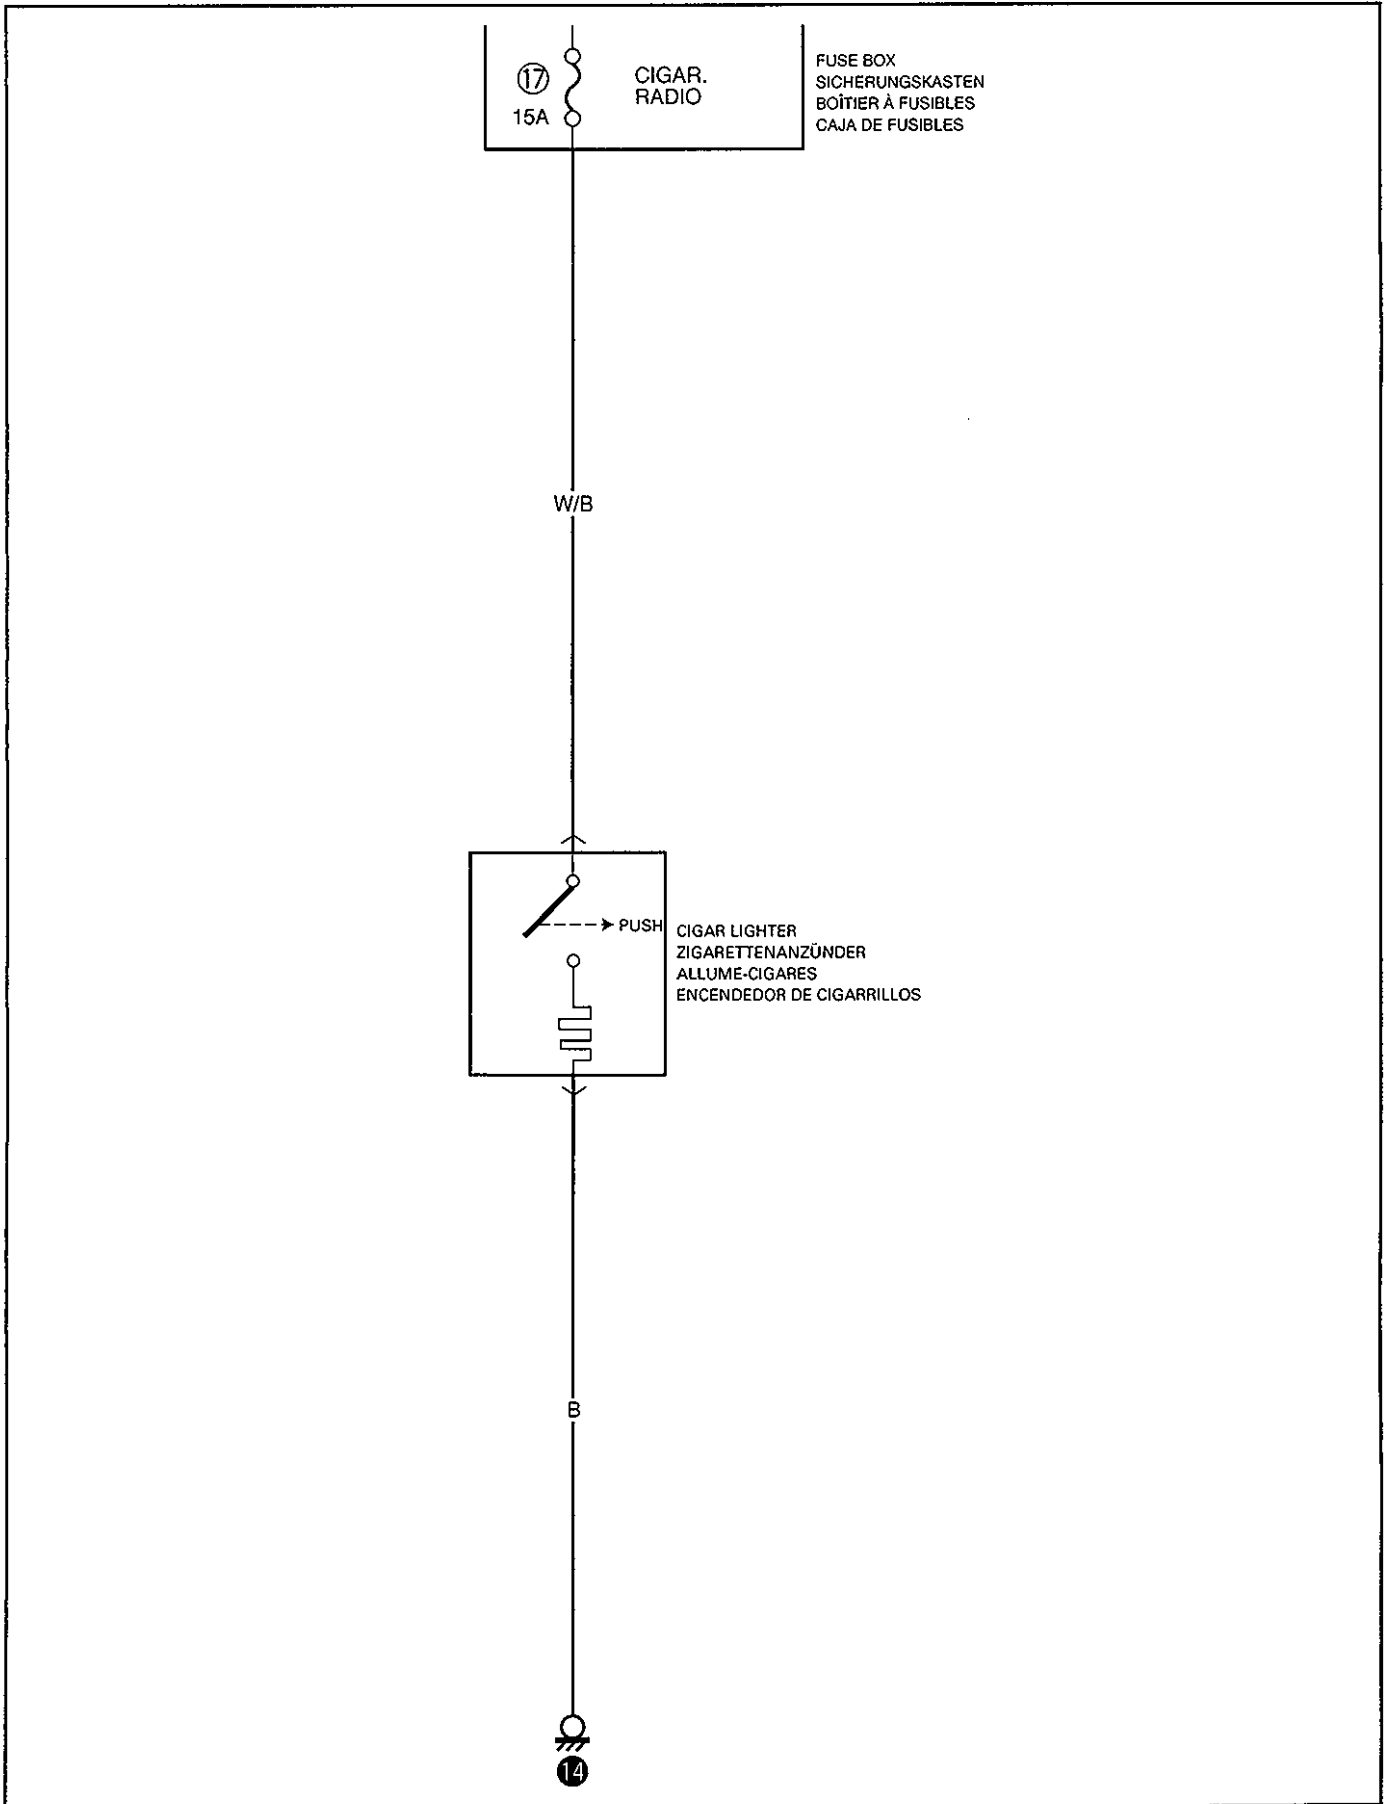 17
15A
CIGAR.
RADIO
FUSE BOX
SICHERUNGSKASTEN
BOÎTIER À FUSIBLES
CAJA DE FUSIBLES
W/B
PUSH
CIGAR LIGHTER
ZIGARETTENANZÜNDER
ALLUME-CIGARES
ENCENDEDOR DE CIGARRILLOS
B
14